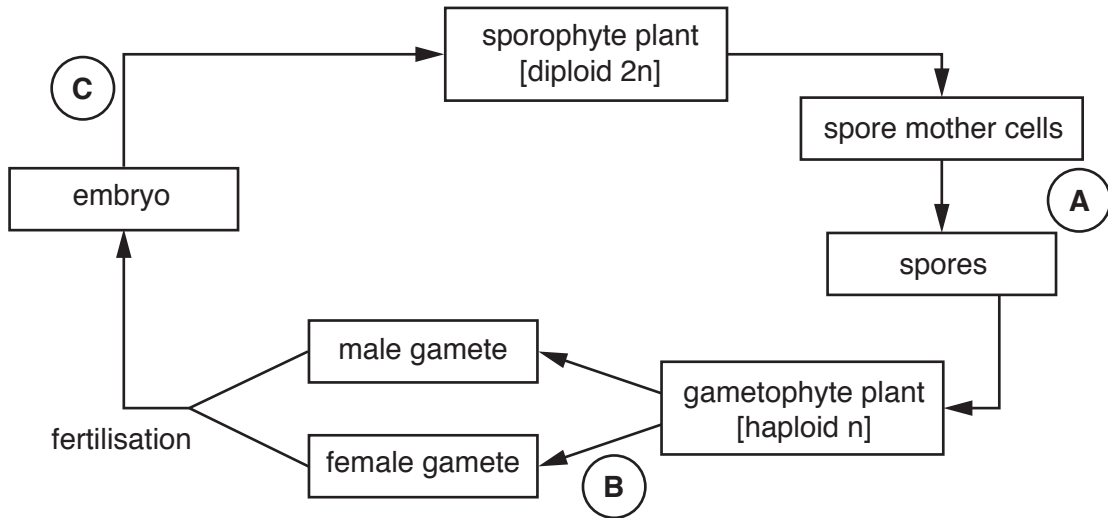 sporophyte plant
[diploid 2n]
C
spore mother cells
embryo
A
spores
male gamete
gametophyte plant
[haploid n]
fertilisation
female gamete
B